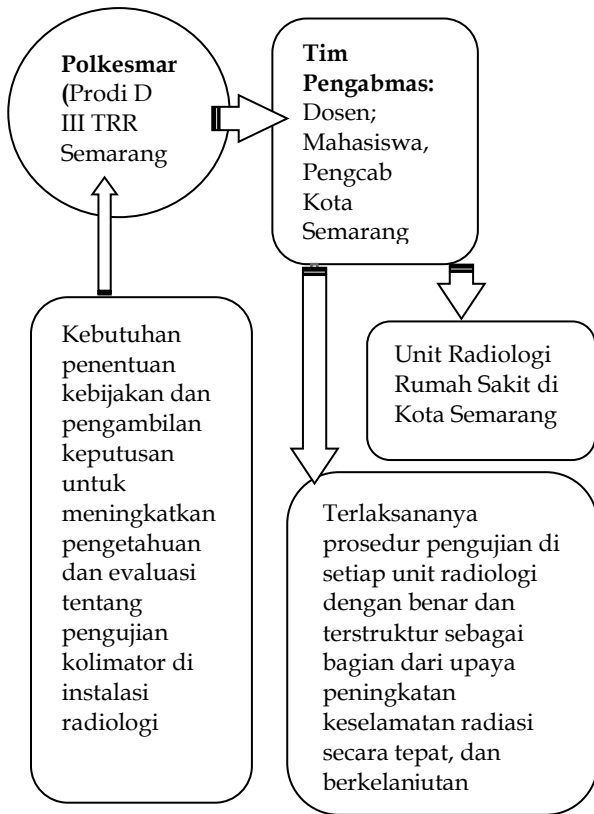 Polkesmar
(Prodi D
III TRR
Semarang
Tim
Pengabmas:
Dosen;
Mahasiswa,
Pengcab
Kota
Semarang
Kebutuhan
penentuan
kebijakan dan
pengambilan
keputusan
untuk
meningkatkan
pengetahuan
dan evaluasi
tentang
pengujian
kolimator di
instalasi
radiologi
Unit Radiologi
Rumah Sakit di
Kota Semarang
Terlaksananya
prosedur pengujian di
setiap unit radiologi
dengan benar dan
terstruktur sebagai
bagian dari upaya
peningkatan
keselamatan radiasi
secara tepat, dan
berkelanjutan